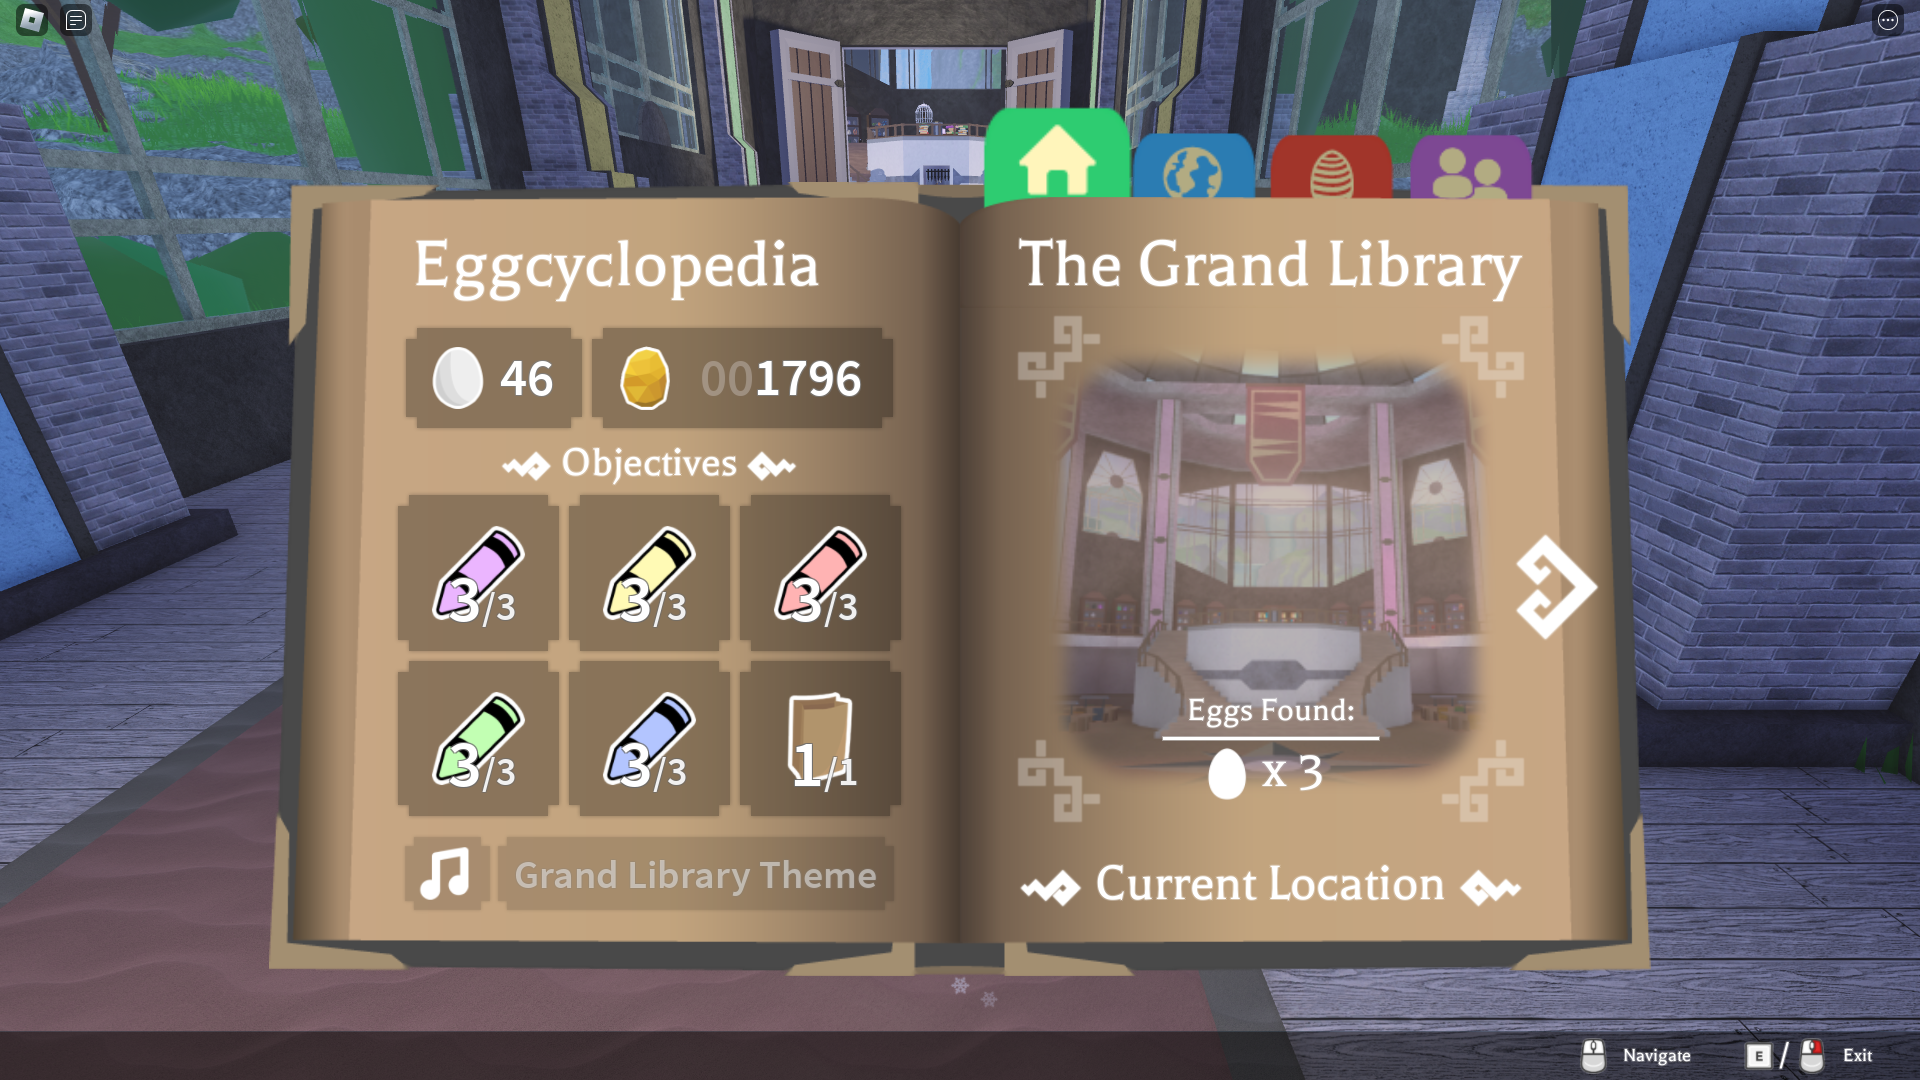 Eggcyclopedia
46
001796
Objectives
3/3
3/3
3/3
3/3
3/3
1/1
Grand Library Theme
The Grand Library
Eggs Found:
x 3
Current Location
Navigate
E / Exit